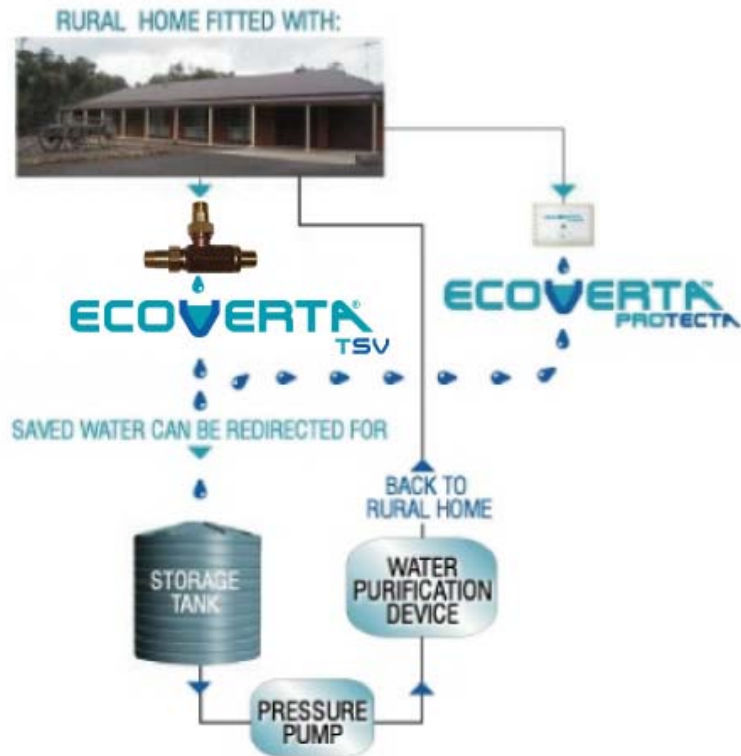 RURAL HOME FITTED WITH:
ECOVERTA®
TSV
ECOVERTA™
PROTECTA
SAVED WATER CAN BE REDIRECTED FOR
BACK TO
RURAL HOME
STORAGE
TANK
WATER
PURIFICATION
DEVICE
PRESSURE
PUMP